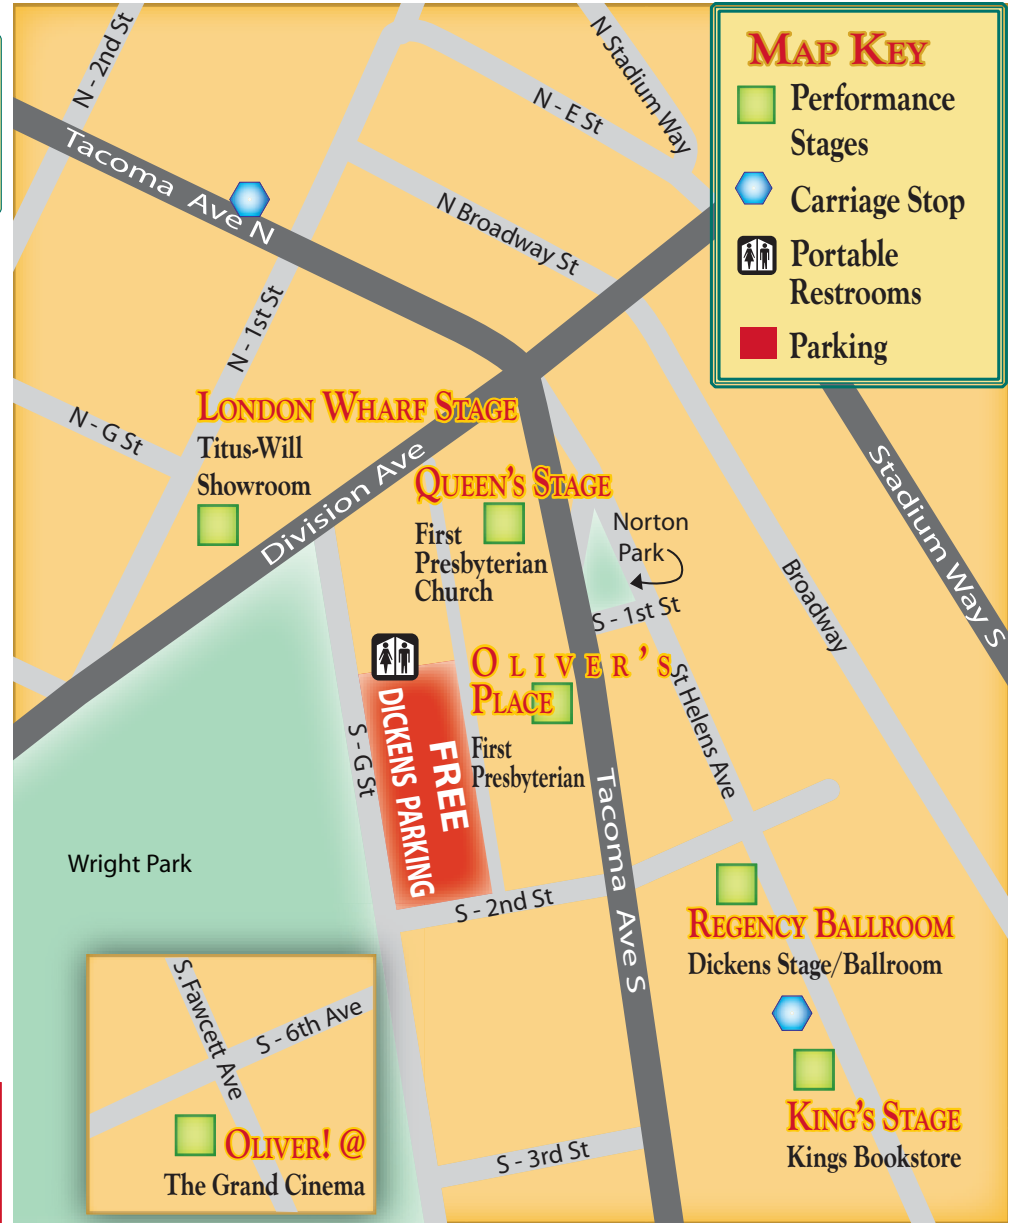 MAP KEY
Performance
Stages
Carriage Stop
Portable
Restrooms
Parking
N - 2nd St
N Stadium Way
N - E St
Tacoma Ave N
N Broadway St
N - 1st St
N - G St
LONDON WHARF STAGE
Titus-Will
Showroom
Division Ave
QUEEN'S STAGE
First
Presbyterian
Church
Norton
Park
S - 1st St
Stadium Way S
Broadway
OLIVER'S
PLACE
First
Presbyterian
St Helens Ave
FREE
DICKENS PARKING
S - G St
Tacoma Ave S
Wright Park
S - 2nd St
REGENCY BALLROOM
Dickens Stage/Ballroom
KING'S STAGE
Kings Bookstore
S - 3rd St
S. Fawcett Ave
S - 6th Ave
OLIVER! @
The Grand Cinema